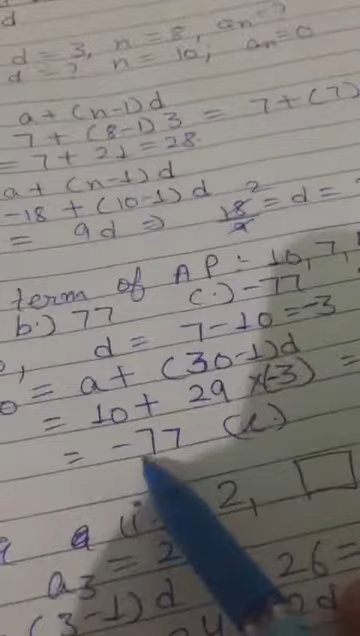 d
d = 3, n = 8, an = ?
d = ? n = 10, an = 0
a + (n-1)d
7 + (8-1)3 = 7 + (7)
= 7 + 21 = 28.
a + (n-1)d
-18 + (10-1)d
= 9d ⇒ 18/9 2 = d =
term of AP: 10, 7,
b.) 77 (c.) -77
d = 7-10 = -3
= a + (30-1)d
= 10 + 29 x(-3) =
= -77 (c.)
2, □
a3 = 2
26 =
(3-1)d 2d